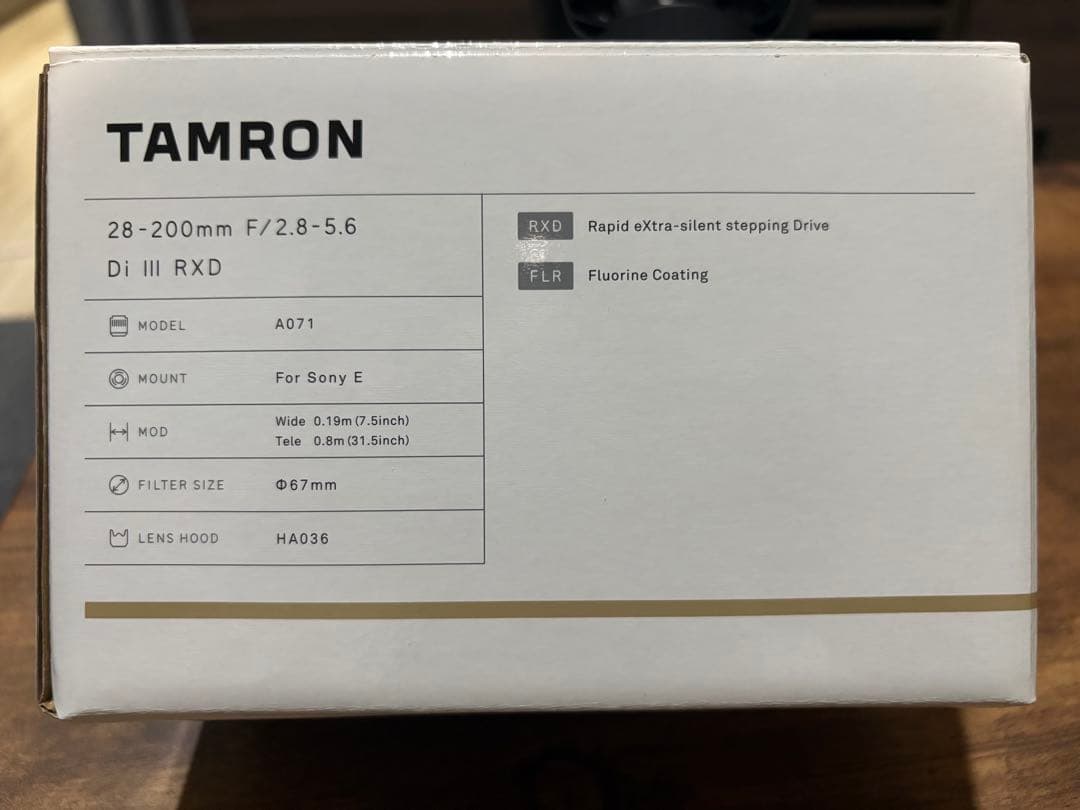 TAMRON
28-200mm F/2.8-5.6
Di III RXD
MODEL A071
MOUNT For Sony E
MOD Wide 0.19m (7.5inch)
Tele 0.8m (31.5inch)
FILTER SIZE Φ67mm
LENS HOOD HA036
RXD Rapid eXtra-silent stepping Drive
FLR Fluorine Coating